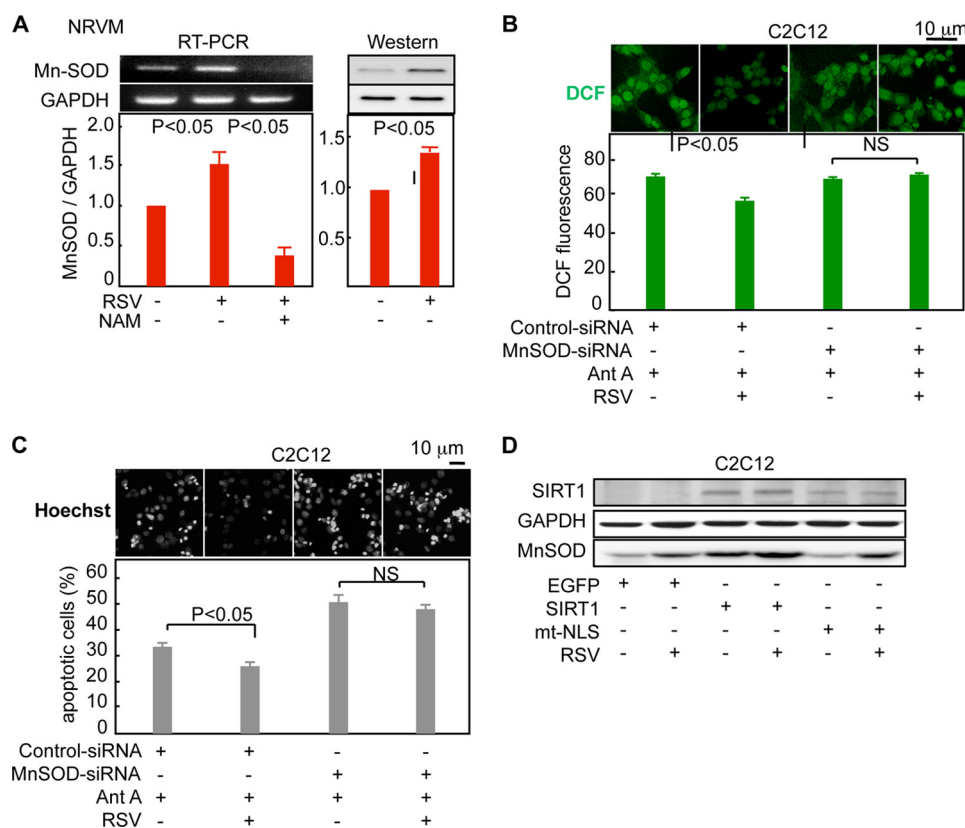 A
NRVM
RT-PCR
Western
Mn-SOD
GAPDH
MnSOD / GAPDH
2.0
1.5
1.0
0.5
P<0.05 P<0.05
P<0.05
1.0
0.5
RSV - + + - +
NAM - - + - -
B
C2C12
10 μm
DCF
P<0.05
NS
DCF fluorescence
80
60
40
20
0
Control-siRNA + + - -
MnSOD-siRNA - - + +
Ant A + + + +
RSV - + - +
C
C2C12
10 μm
Hoechst
apoptotic cells (%)
60
50
40
30
20
10
0
P<0.05
NS
Control-siRNA + + - -
MnSOD-siRNA - - + +
Ant A + + + +
RSV - + - +
D
C2C12
SIRT1
GAPDH
MnSOD
EGFP + + - - - -
SIRT1 - - + + - -
mt-NLS - - - - + +
RSV - + - + - +